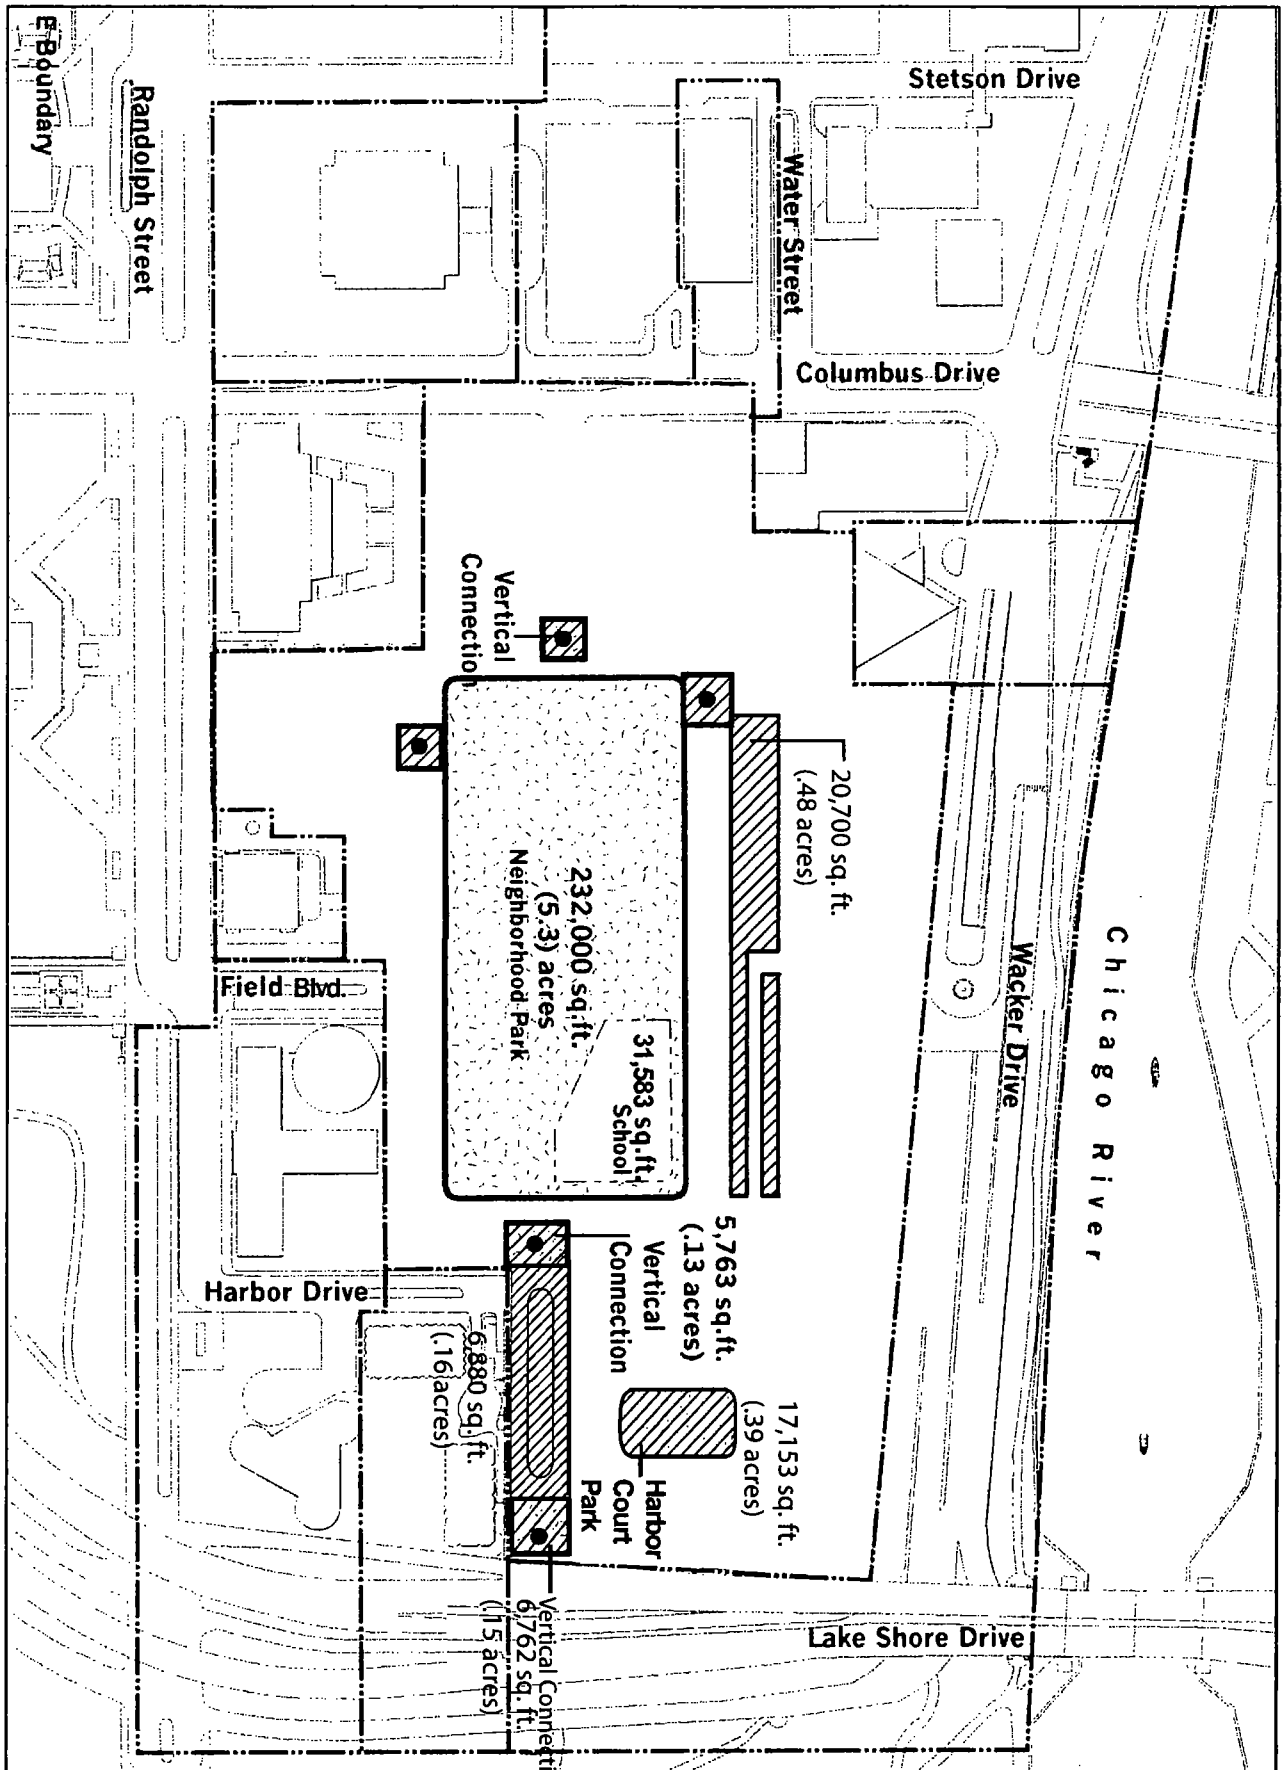 Stetson Drive
E Boundary
Randolph Street
Water Street
Columbus Drive
Vertical
Connection
20,700 sq. ft.
(.48 acres)
232,000 sq.ft.
(5.3) acres
Neighborhood Park
31,583 sq.ft.
School
Chicago River
Wacker Drive
Field Blvd.
5,763 sq.ft.
(.13 acres)
Vertical
Connection
Harbor Drive
6,880 sq. ft.
(.16 acres)
17,153 sq. ft.
(.39 acres)
Harbor
Court
Park
Lake Shore Drive
Vertical Connecti
6,762 sq. ft.
(.15 acres)